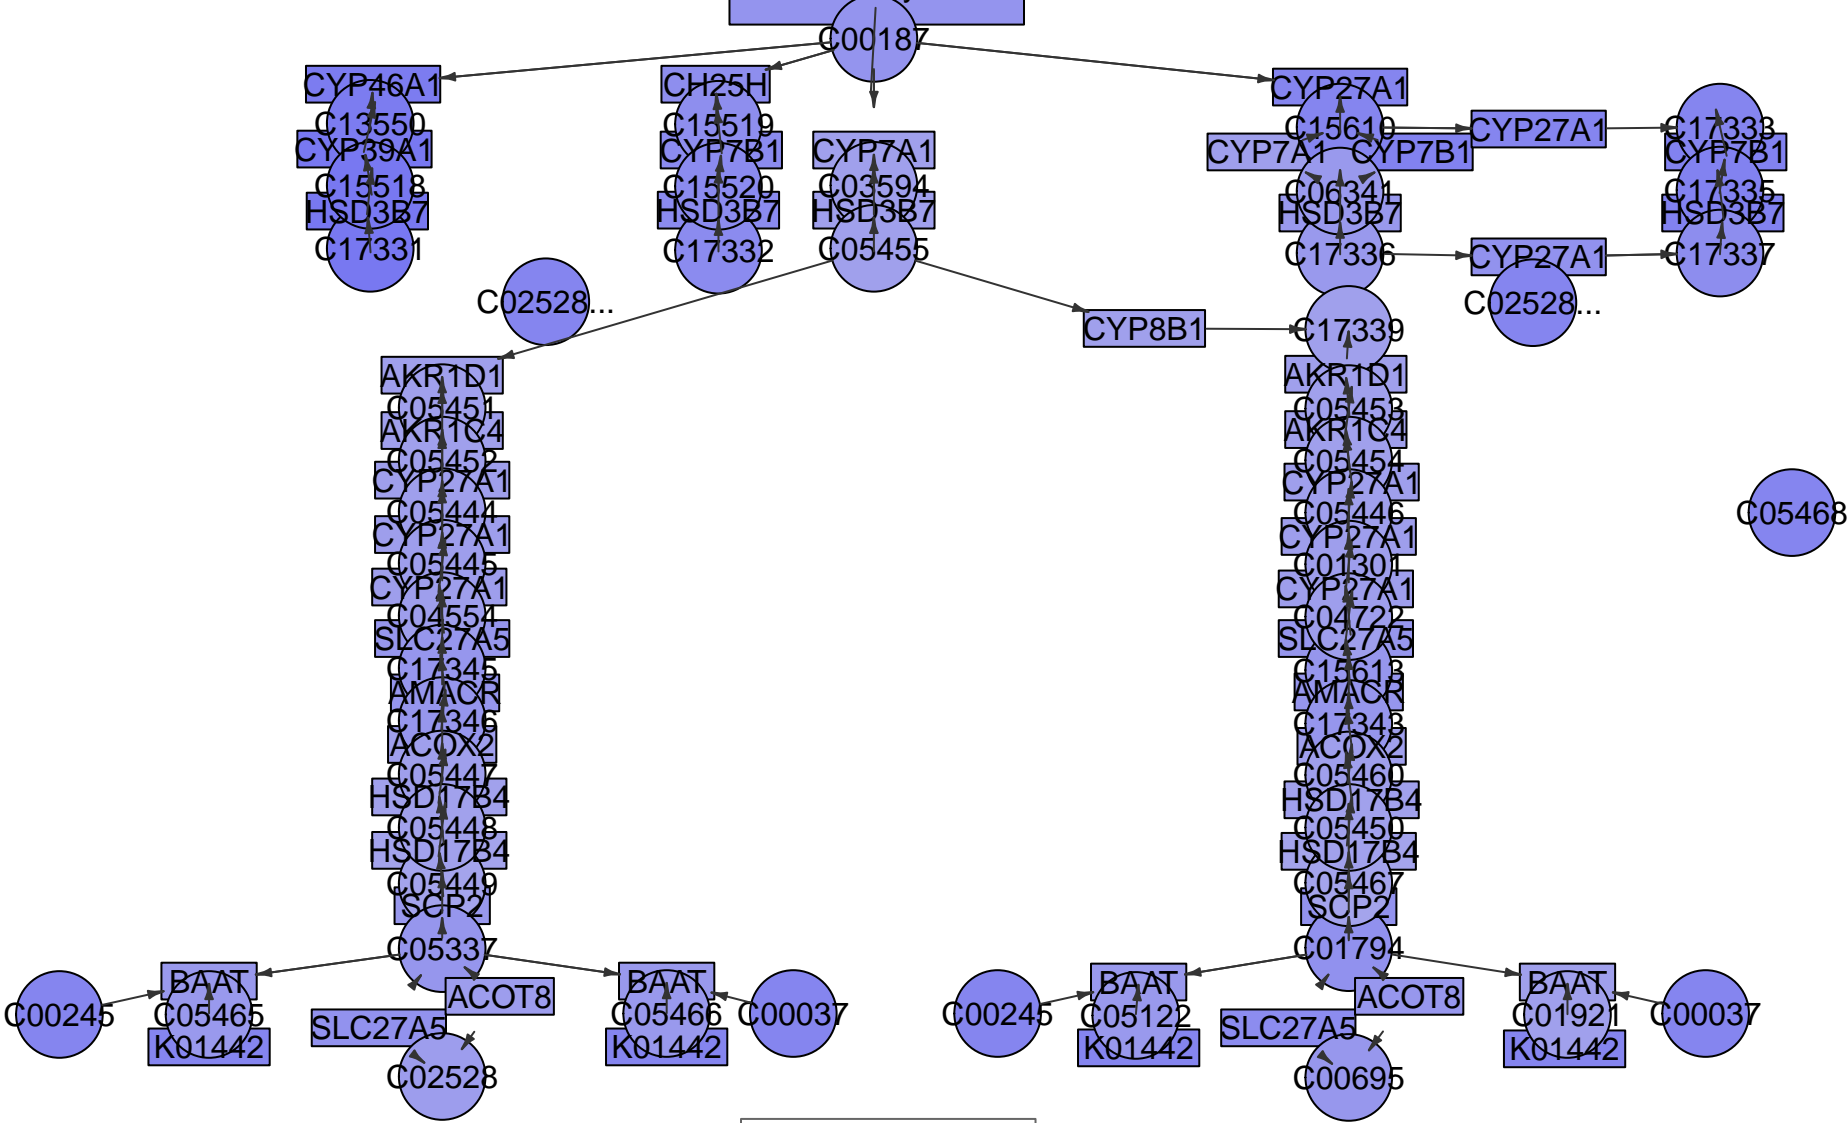 C00187
CYP46A1
C13550
CYP39A1
C15518
HSD3B7
C17331
CH25H
C15519
CYP7B1
C15520
HSD3B7
C17332
CYP7A1
C03594
HSD3B7
C05455
CYP27A1
C15610
CYP7A1
CYP7B1
C06341
HSD3B7
C17336
CYP27A1
C17333
CYP7B1
C17335
HSD3B7
CYP27A1
C17337
C02528...
C02528...
CYP8B1
C17339
AKR1D1
C05451
AKR1C4
C05452
CYP27A1
C05444
CYP27A1
C05445
CYP27A1
C04554
SLC27A5
C17345
AMACR
C17346
ACOX2
C05447
HSD17B4
C05448
HSD17B4
C05449
SCP2
C05337
AKR1D1
C05453
AKR1C4
C05454
CYP27A1
C05446
CYP27A1
C01301
CYP27A1
C04722
SLC27A5
C15613
AMACR
C17343
ACOX2
C05460
HSD17B4
C05450
HSD17B4
C05467
SCP2
C01794
C05468
C00245
BAAT
C05465
K01442
ACOT8
SLC27A5
C02528
BAAT
C05466
K01442
C00037
C00245
BAAT
C05122
K01442
ACOT8
SLC27A5
C00695
BAAT
C01921
K01442
C00037